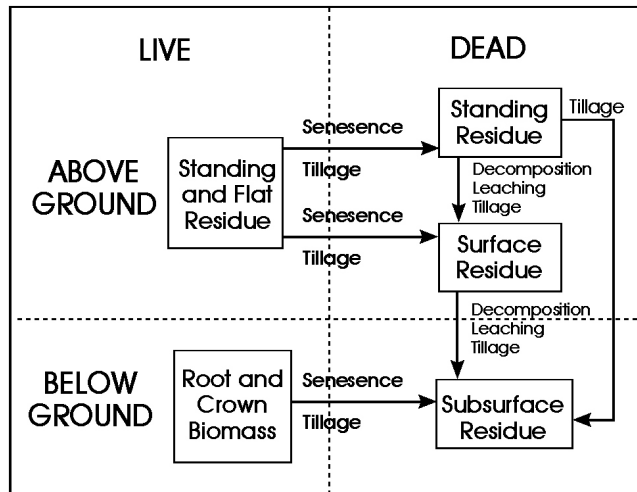 LIVE
DEAD
ABOVE
GROUND
Standing
and Flat
Residue
Senesence
Tillage
Standing
Residue
Tillage
Decomposition
Leaching
Tillage
Senesence
Tillage
Surface
Residue
Decomposition
Leaching
Tillage
BELOW
GROUND
Root and
Crown
Biomass
Senesence
Tillage
Subsurface
Residue